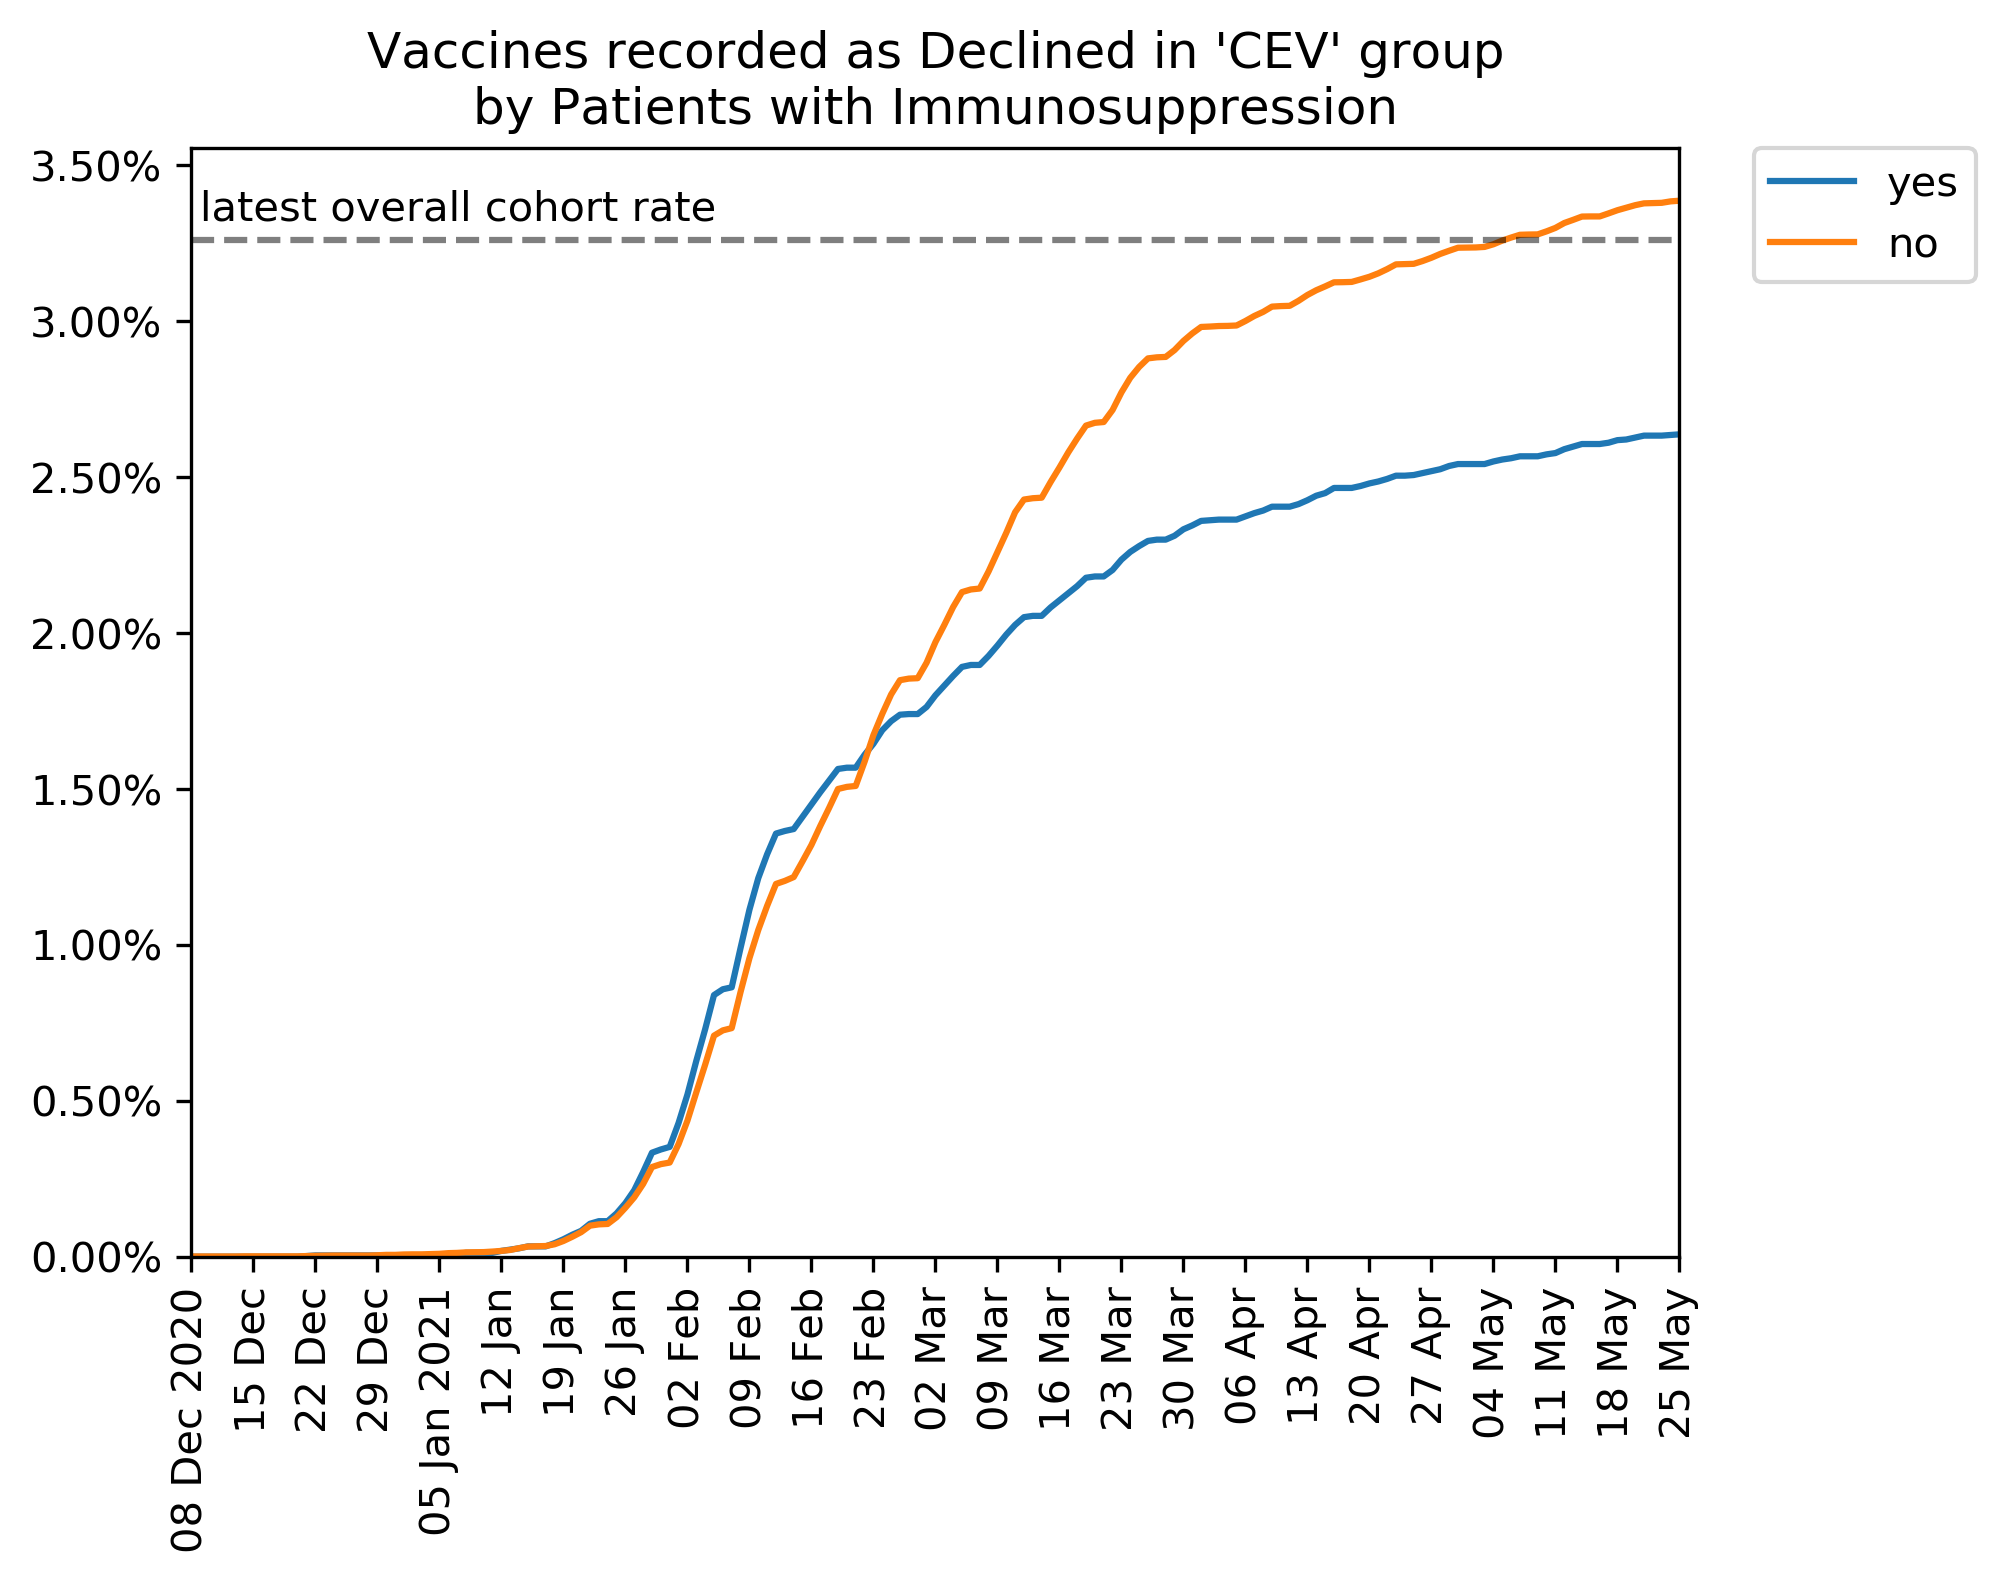 Vaccines recorded as Declined in 'CEV' group
by Patients with Immunosuppression
3.50%
3.00%
2.50%
2.00%
1.50%
1.00%
0.50%
0.00%
latest overall cohort rate
yes
no
08 Dec 2020
15 Dec
22 Dec
29 Dec
05 Jan 2021
12 Jan
19 Jan
26 Jan
02 Feb
09 Feb
16 Feb
23 Feb
02 Mar
09 Mar
16 Mar
23 Mar
30 Mar
06 Apr
13 Apr
20 Apr
27 Apr
04 May
11 May
18 May
25 May